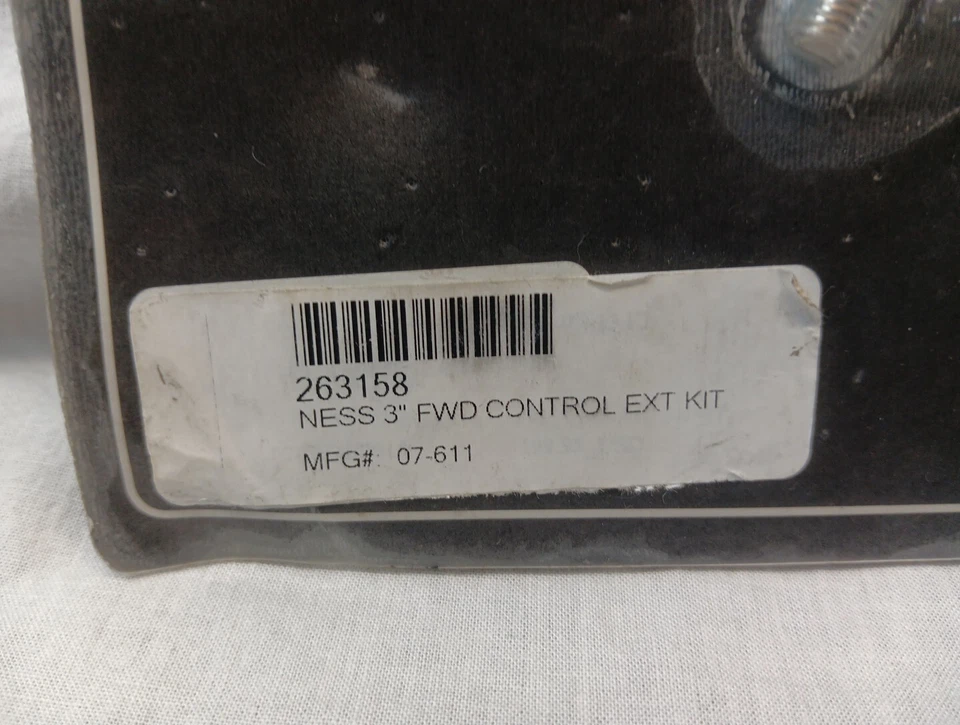 263158
NESS 3" FWD CONTROL EXT KIT
MFG#: 07-611